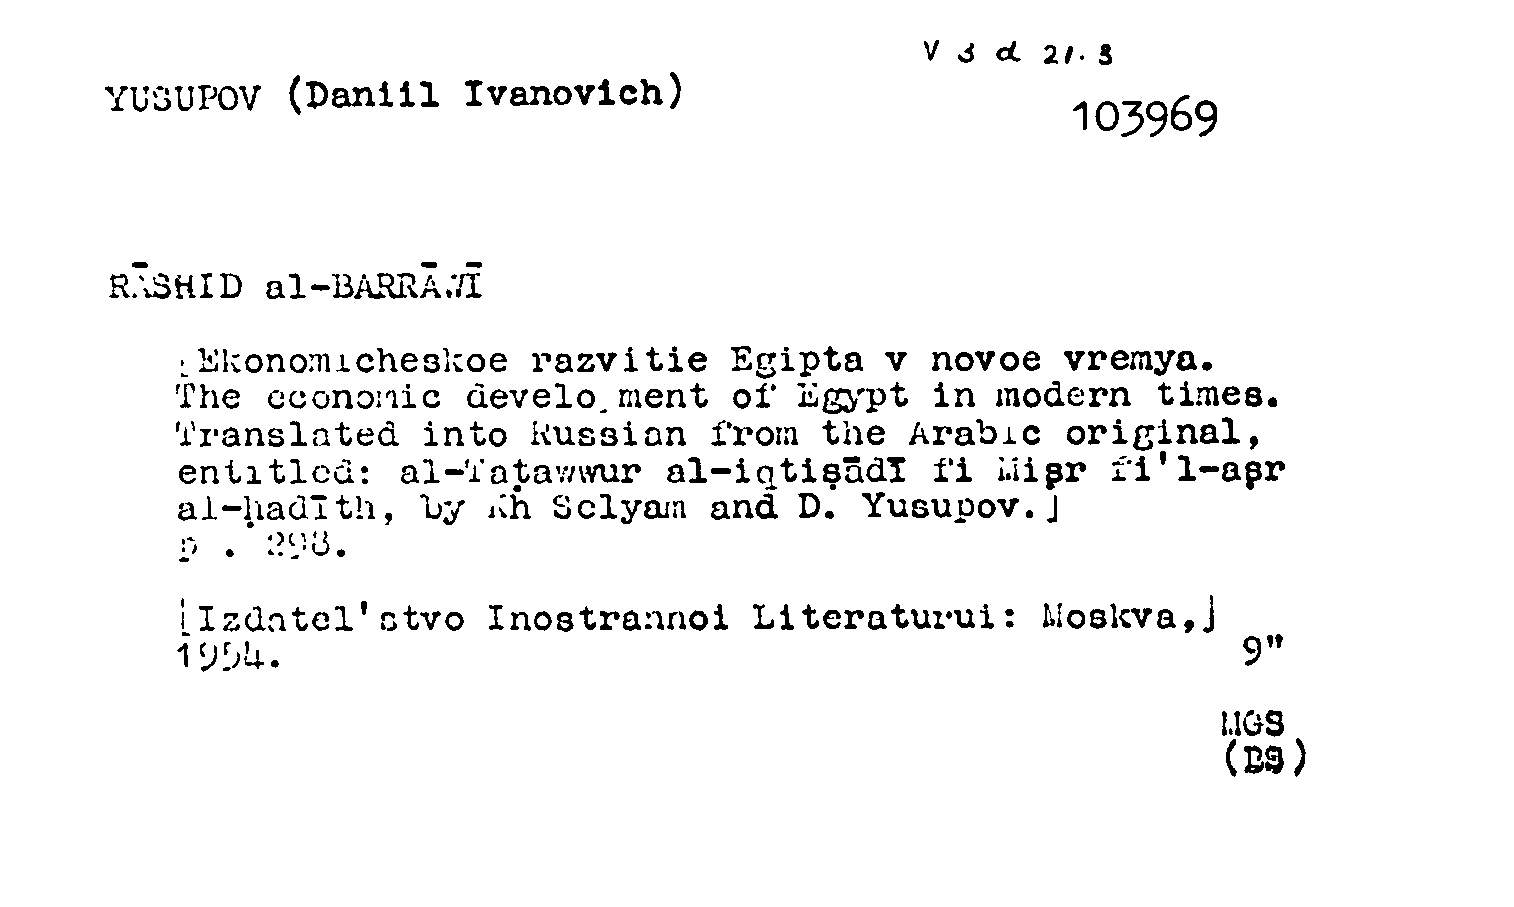 V 3 d 21.3
YUSUPOV (Daniil Ivanovich)
103969
RĀSHID al-BARRĀWĪ
[Ekonomicheskoe razvitie Egipta v novoe vremya.
The economic development of Egypt in modern times.
Translated into Russian from the Arabic original,
entitled: al-Taṭawwur al-iqtiṣādī fi Miṣr fi'l-aṣr
al-ḥadīth, by Kh Selyam and D. Yusupov.]
pp. 298.
[Izdatel'stvo Inostrannoi Literaturui: Moskva,]
1954.
9"
MGS
(BS)